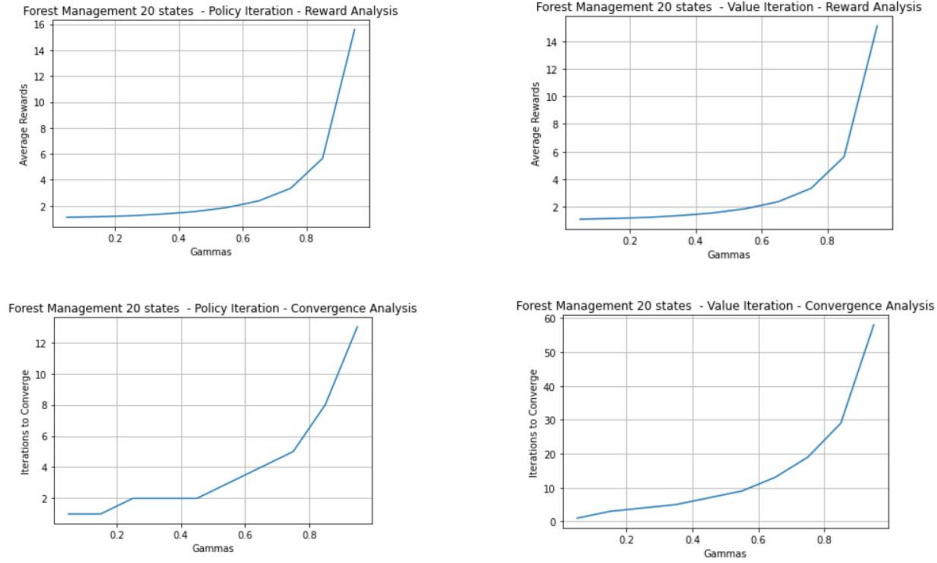 Forest Management 20 states - Policy Iteration - Reward Analysis
16
14
12
10
8
6
4
2
Average Rewards
0.2 0.4 0.6 0.8
Gammas
Forest Management 20 states - Value Iteration - Reward Analysis
14
12
10
8
6
4
2
Average Rewards
0.2 0.4 0.6 0.8
Gammas
Forest Management 20 states - Policy Iteration - Convergence Analysis
12
10
8
6
4
2
Iterations to Converge
0.2 0.4 0.6 0.8
Gammas
Forest Management 20 states - Value Iteration - Convergence Analysis
60
50
40
30
20
10
0
Iterations to Converge
0.2 0.4 0.6 0.8
Gammas